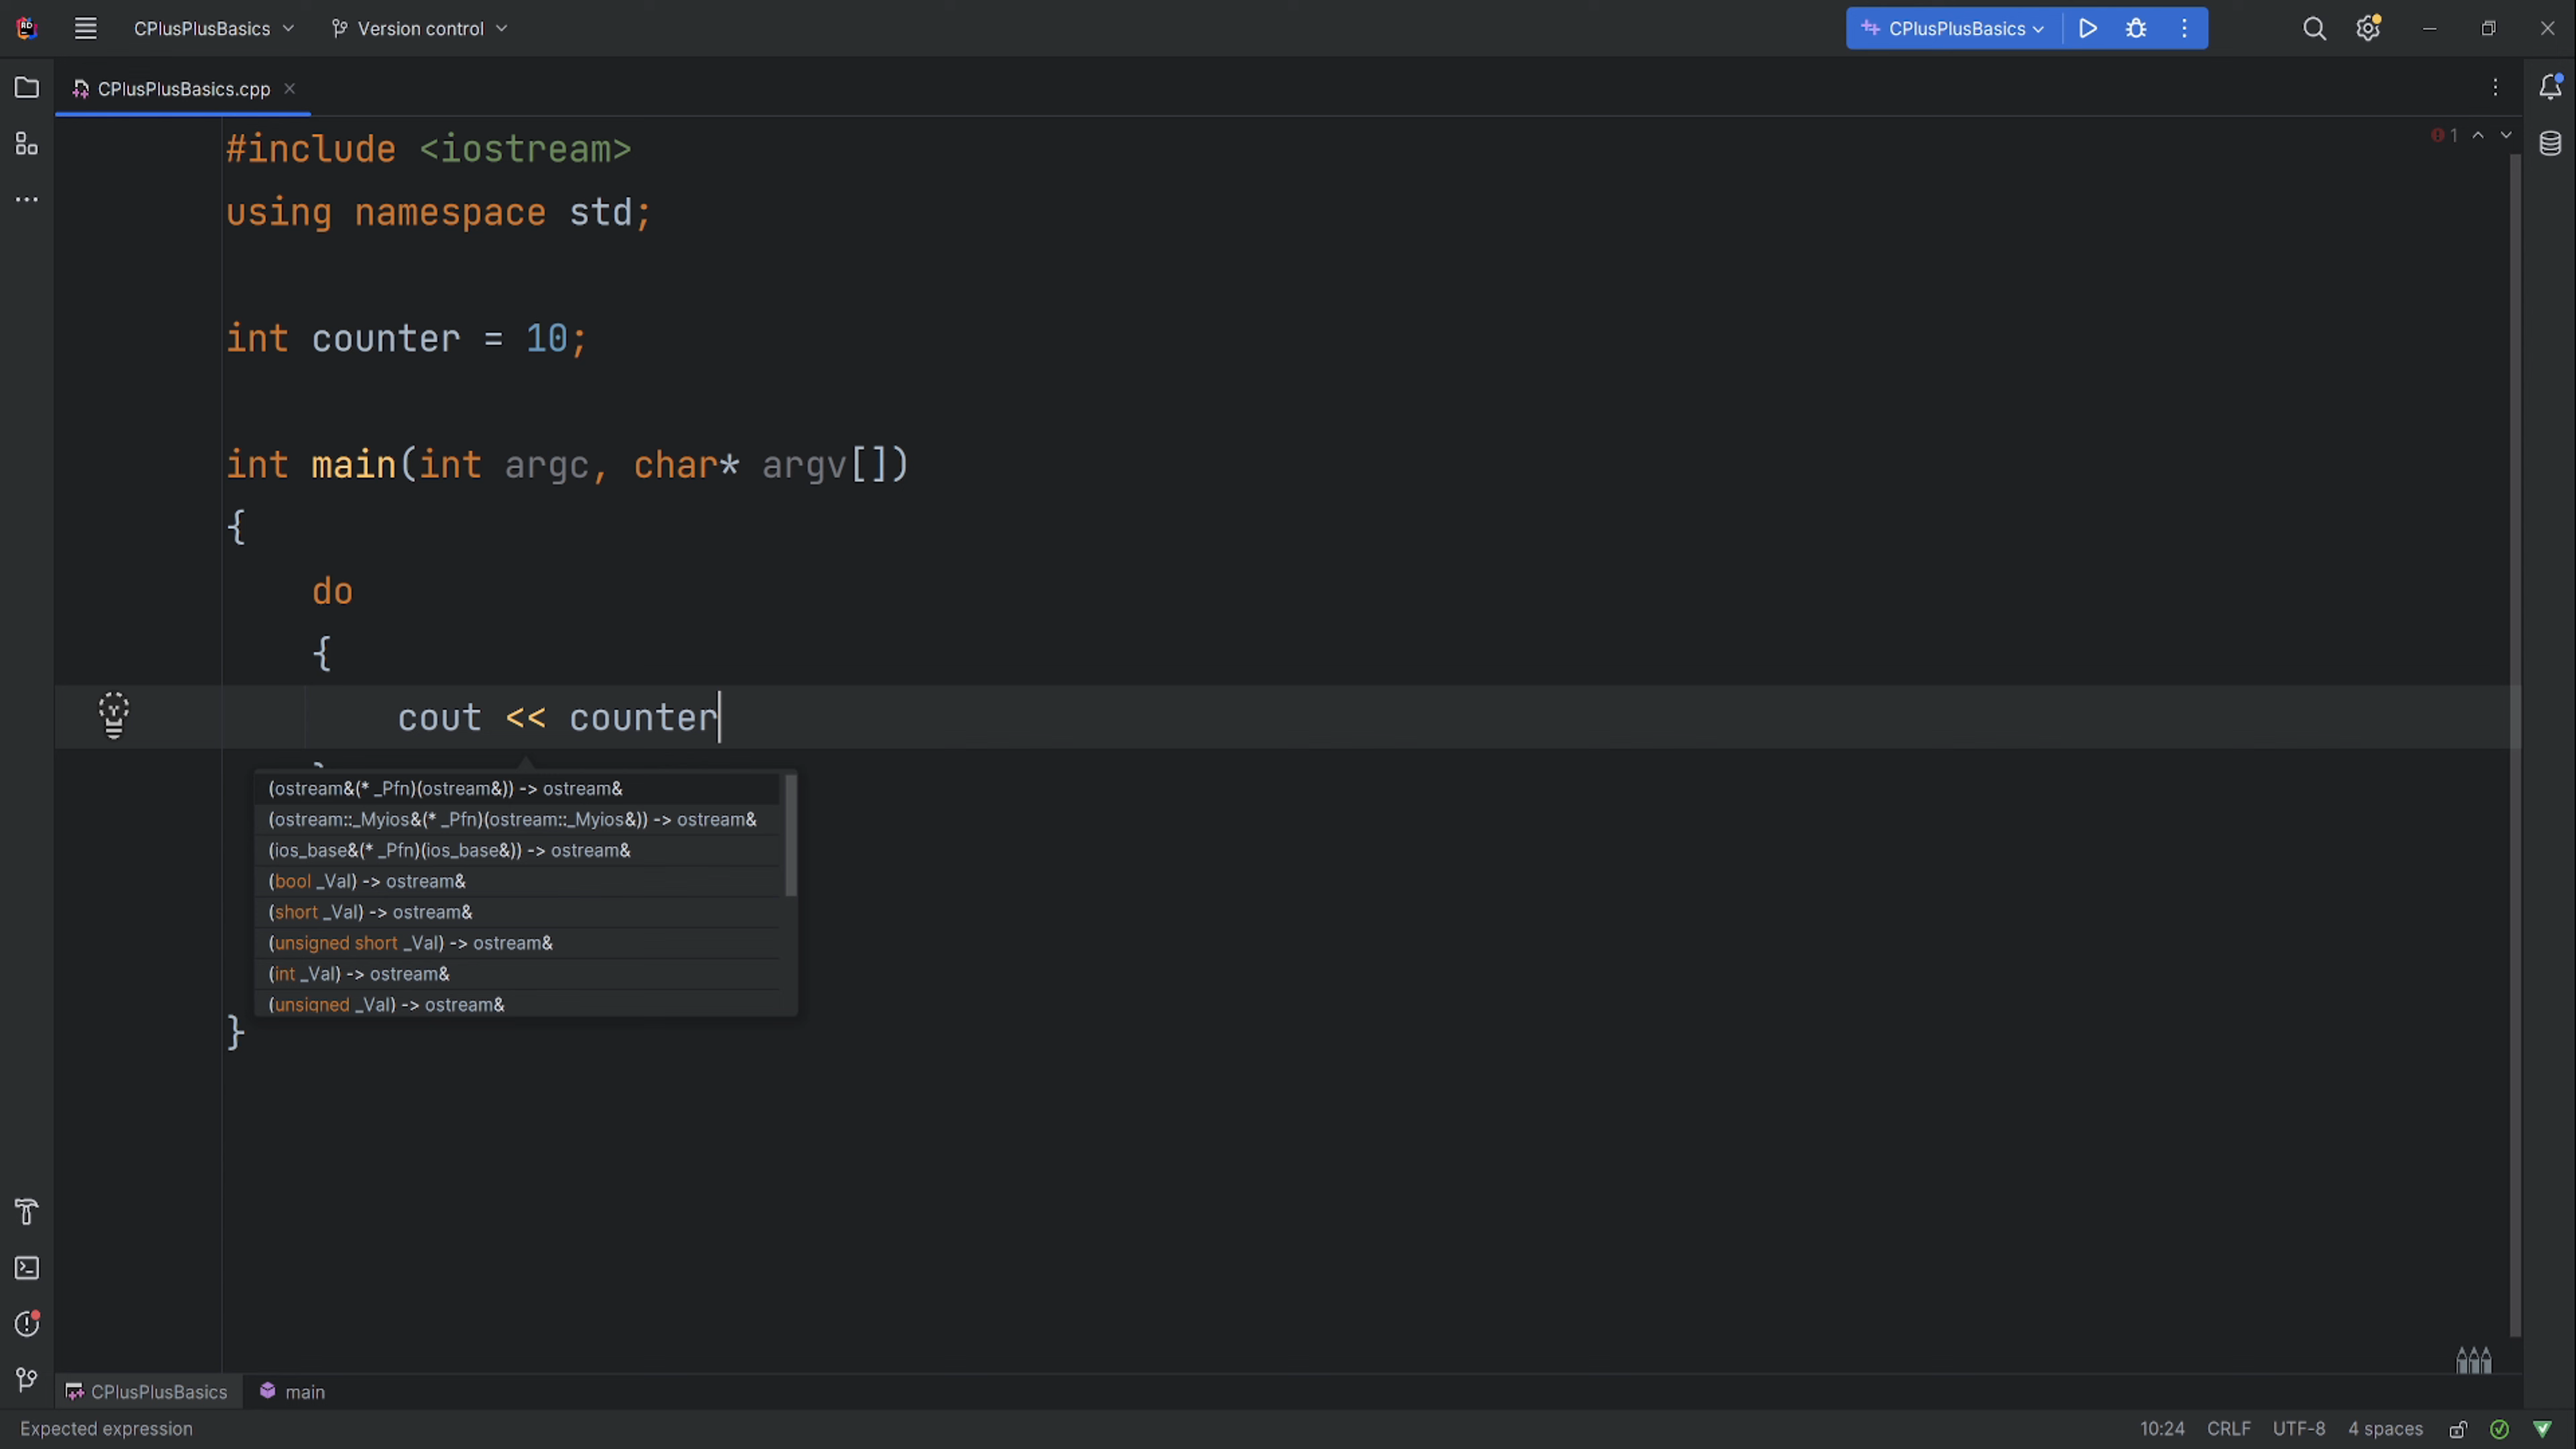 CPlusPlusBasics Version control CPlusPlusBasics
CPlusPlusBasics.cpp
1
#include <iostream>
using namespace std;
int counter = 10;
int main(int argc, char* argv[])
{
do
{
cout << counter
(ostream&(* _Pfn)(ostream&)) -> ostream&
(ostream::_Myios&(* _Pfn)(ostream::_Myios&)) -> ostream&
(ios_base&(* _Pfn)(ios_base&)) -> ostream&
(bool _Val) -> ostream&
(short _Val) -> ostream&
(unsigned short _Val) -> ostream&
(int _Val) -> ostream&
(unsigned _Val) -> ostream&
}
CPlusPlusBasics main
Expected expression 10:24 CRLF UTF-8 4 spaces